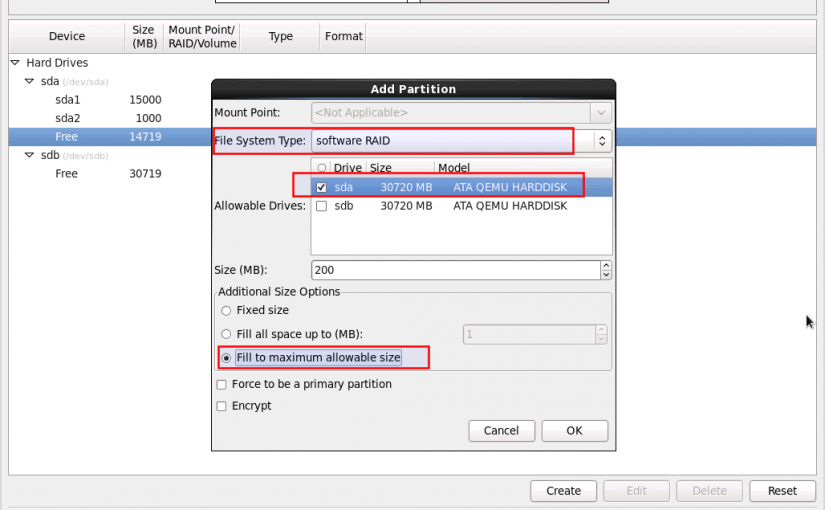 Device Size (MB) Mount Point/ RAID/Volume Type Format
Hard Drives
sda (/dev/sda)
sda1 15000
sda2 1000
Free 14719
sdb (/dev/sdb)
Free 30719
Add Partition
Mount Point: <Not Applicable>
File System Type: software RAID
Drive Size Model
sda 30720 MB ATA QEMU HARDDISK
Allowable Drives: sdb 30720 MB ATA QEMU HARDDISK
Size (MB): 200
Additional Size Options
Fixed size
Fill all space up to (MB): 1
Fill to maximum allowable size
Force to be a primary partition
Encrypt
Cancel OK
Create Edit Delete Reset